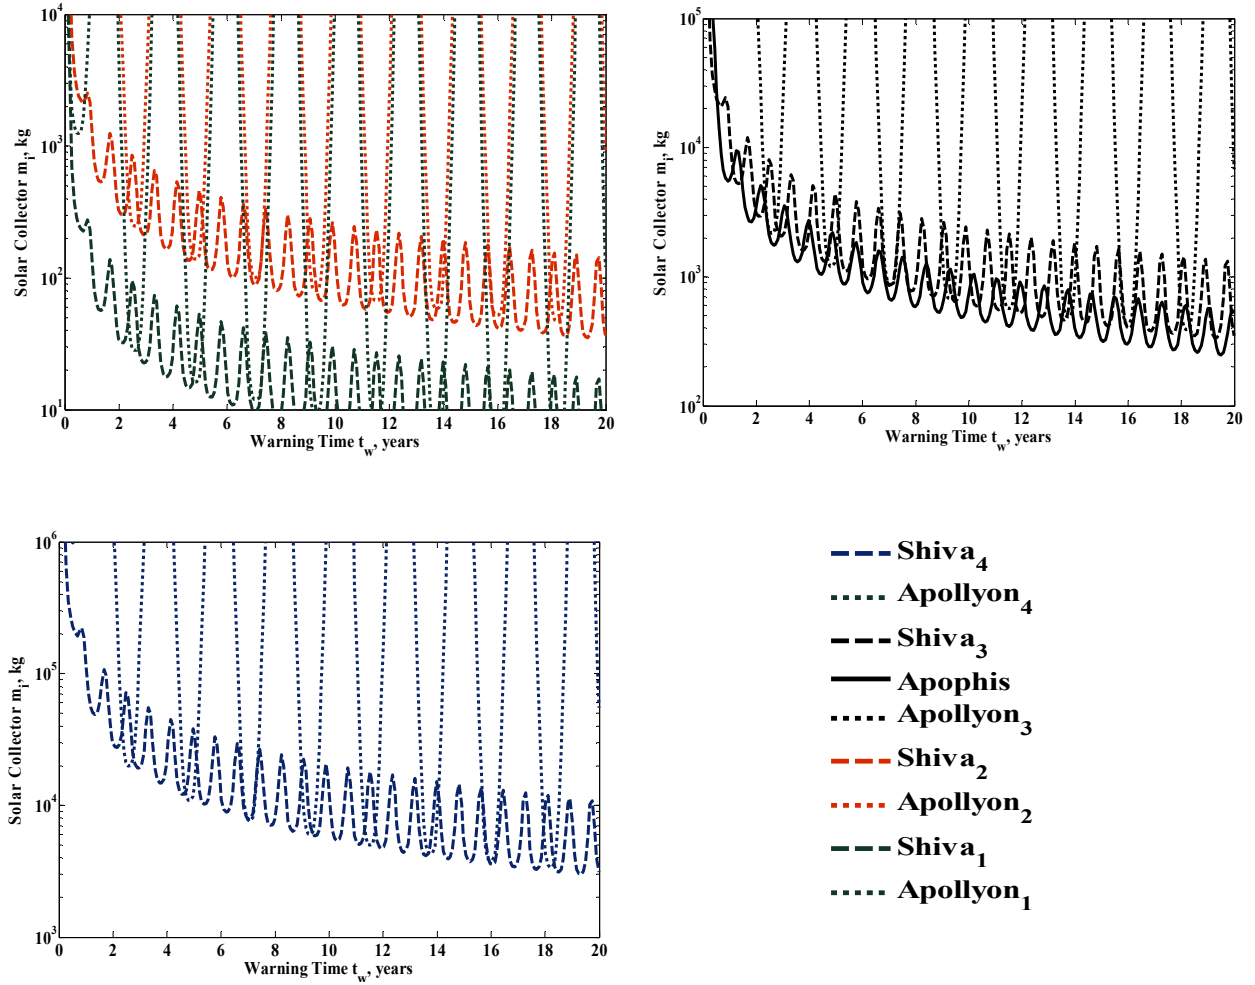 10^4
10^3
10^2
10^1
Solar Collector m_i, kg
0 2 4 6 8 10 12 14 16 18 20
Warning Time t_w, years
10^5
10^4
10^3
10^2
Solar Collector m_i, kg
0 2 4 6 8 10 12 14 16 18 20
Warning Time t_w, years
10^6
10^5
10^4
10^3
Solar Collector m_i, kg
0 2 4 6 8 10 12 14 16 18 20
Warning Time t_w, years
Shiva_4
Apollyon_4
Shiva_3
Apophis
Apollyon_3
Shiva_2
Apollyon_2
Shiva_1
Apollyon_1